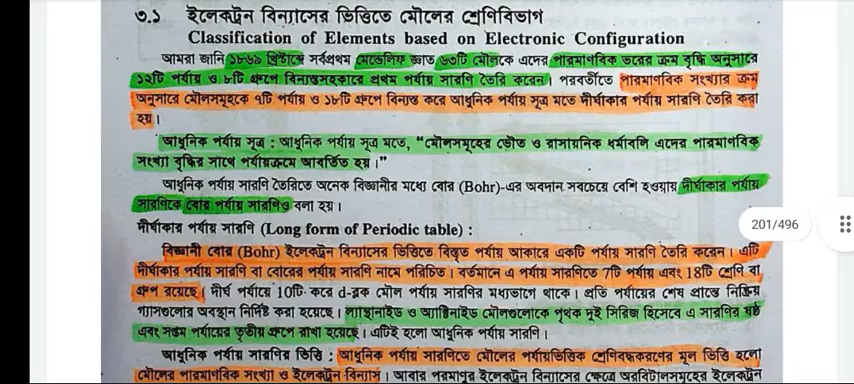 ৩.১ ইলেকট্রন বিন্যাসের ভিত্তিতে মৌলের শ্রেণিবিভাগ
Classification of Elements based on Electronic Configuration
আমরা জানি ১৮৬৯ খ্রিষ্টাব্দে সর্বপ্রথম মেন্ডেলিফ জ্ঞাত ৬৩টি মৌলকে এদের পারমাণবিক ভরের ক্রম বৃদ্ধি অনুসারে
১২টি পর্যায় ও ৮টি গ্রুপে বিন্যস্তসহকারে প্রথম পর্যায় সারণি তৈরি করেন। পরবর্তীতে পারমাণবিক সংখ্যার ক্রম
অনুসারে মৌলসমূহকে ৭টি পর্যায় ও ১৮টি গ্রুপে বিন্যস্ত করে আধুনিক পর্যায় সূত্র মতে দীর্ঘাকার পর্যায় সারণি তৈরি করা
হয়।
আধুনিক পর্যায় সূত্র : আধুনিক পর্যায় সূত্র মতে, “মৌলসমূহের ভৌত ও রাসায়নিক ধর্মাবলি এদের পারমাণবিক
সংখ্যা বৃদ্ধির সাথে পর্যায়ক্রমে আবর্তিত হয়।”
আধুনিক পর্যায় সারণি তৈরিতে অনেক বিজ্ঞানীর মধ্যে বোর (Bohr)-এর অবদান সবচেয়ে বেশি হওয়ায় দীর্ঘাকার পর্যায়
সারণিকে বোর পর্যায় সারণিও বলা হয়।
201/496
দীর্ঘাকার পর্যায় সারণি (Long form of Periodic table) :
বিজ্ঞানী বোর (Bohr) ইলেকট্রন বিন্যাসের ভিত্তিতে বিস্তৃত পর্যায় আকারে একটি পর্যায় সারণি তৈরি করেন। এটি
দীর্ঘাকার পর্যায় সারণি বা বোরের পর্যায় সারণি নামে পরিচিত। বর্তমানে এ পর্যায় সারণিতে 7টি পর্যায় এবং 18টি শ্রেণি বা
গ্রুপ রয়েছে। দীর্ঘ পর্যায়ে 10টি করে d-ব্লক মৌল পর্যায় সারণির মধ্যভাগে থাকে। প্রতি পর্যায়ের শেষ প্রান্তে নিষ্ক্রিয়
গ্যাসগুলোর অবস্থান নির্দিষ্ট করা হয়েছে। ল্যান্থানাইড ও অ্যাক্টিনাইড মৌলগুলোকে পৃথক দুই সিরিজ হিসেবে এ সারণির ষষ্ঠ
এবং সপ্তম পর্যায়ের তৃতীয় গ্রুপে রাখা হয়েছে। এটিই হলো আধুনিক পর্যায় সারণি।
আধুনিক পর্যায় সারণির ভিত্তি : আধুনিক পর্যায় সারণিতে মৌলের পর্যায়ভিত্তিক শ্রেণিবদ্ধকরণের মূল ভিত্তি হলো
মৌলের পারমাণবিক সংখ্যা ও ইলেকট্রন বিন্যাস। আবার পরমাণুর ইলেকট্রন বিন্যাসের ক্ষেত্রে অরবিটালসমূহের ইলেকট্রন